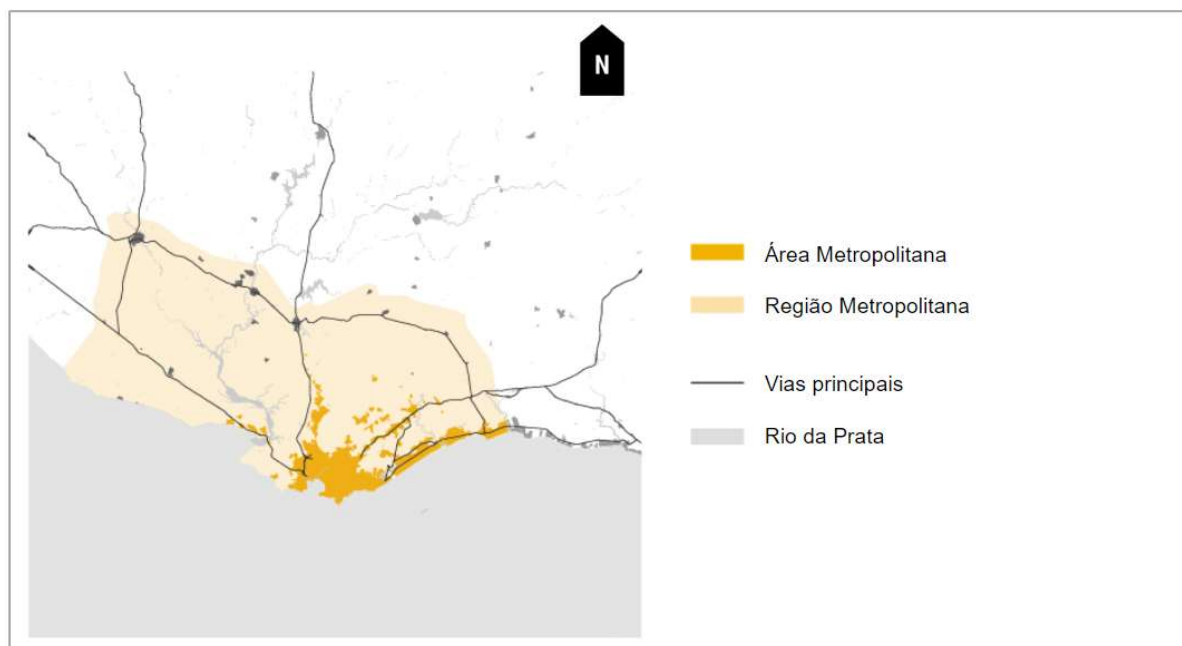 N
Área Metropolitana
Região Metropolitana
Vias principais
Rio da Prata